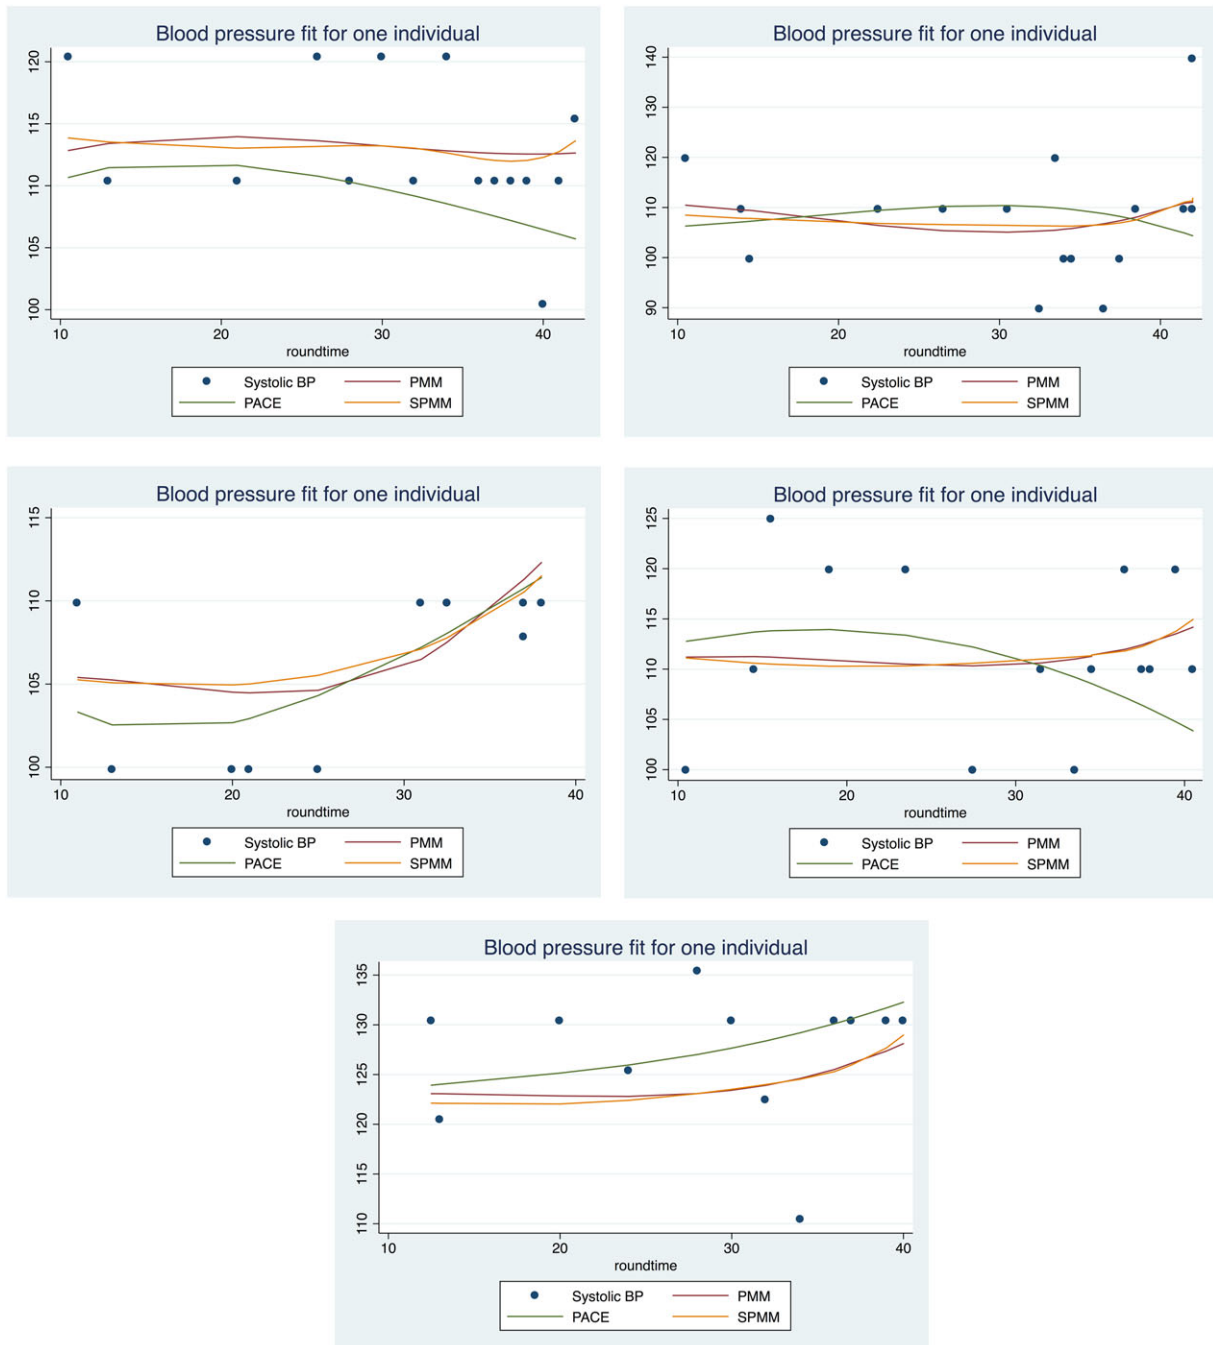 Blood pressure fit for one individual
120
115
110
105
100
10 20 30 40
roundtime
Systolic BP PMM
PACE SPMM
Blood pressure fit for one individual
140
130
120
110
100
90
10 20 30 40
roundtime
Systolic BP PMM
PACE SPMM
Blood pressure fit for one individual
115
110
105
100
10 20 30 40
roundtime
Systolic BP PMM
PACE SPMM
Blood pressure fit for one individual
125
120
115
110
105
100
10 20 30 40
roundtime
Systolic BP PMM
PACE SPMM
Blood pressure fit for one individual
135
130
125
120
115
110
10 20 30 40
roundtime
Systolic BP PMM
PACE SPMM